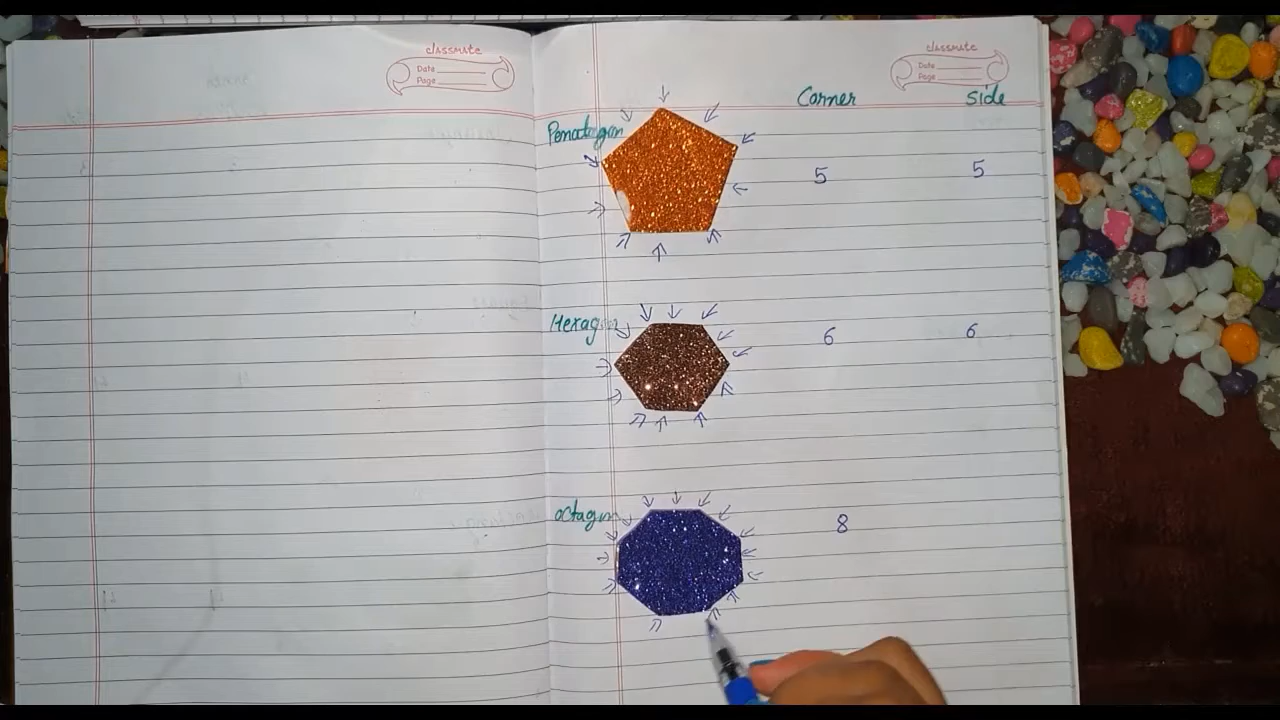 classmate
Date
Page
classmate
Date
Page
Corner side
Penatagon
5 5
Hexagon
6 6
octagon
8